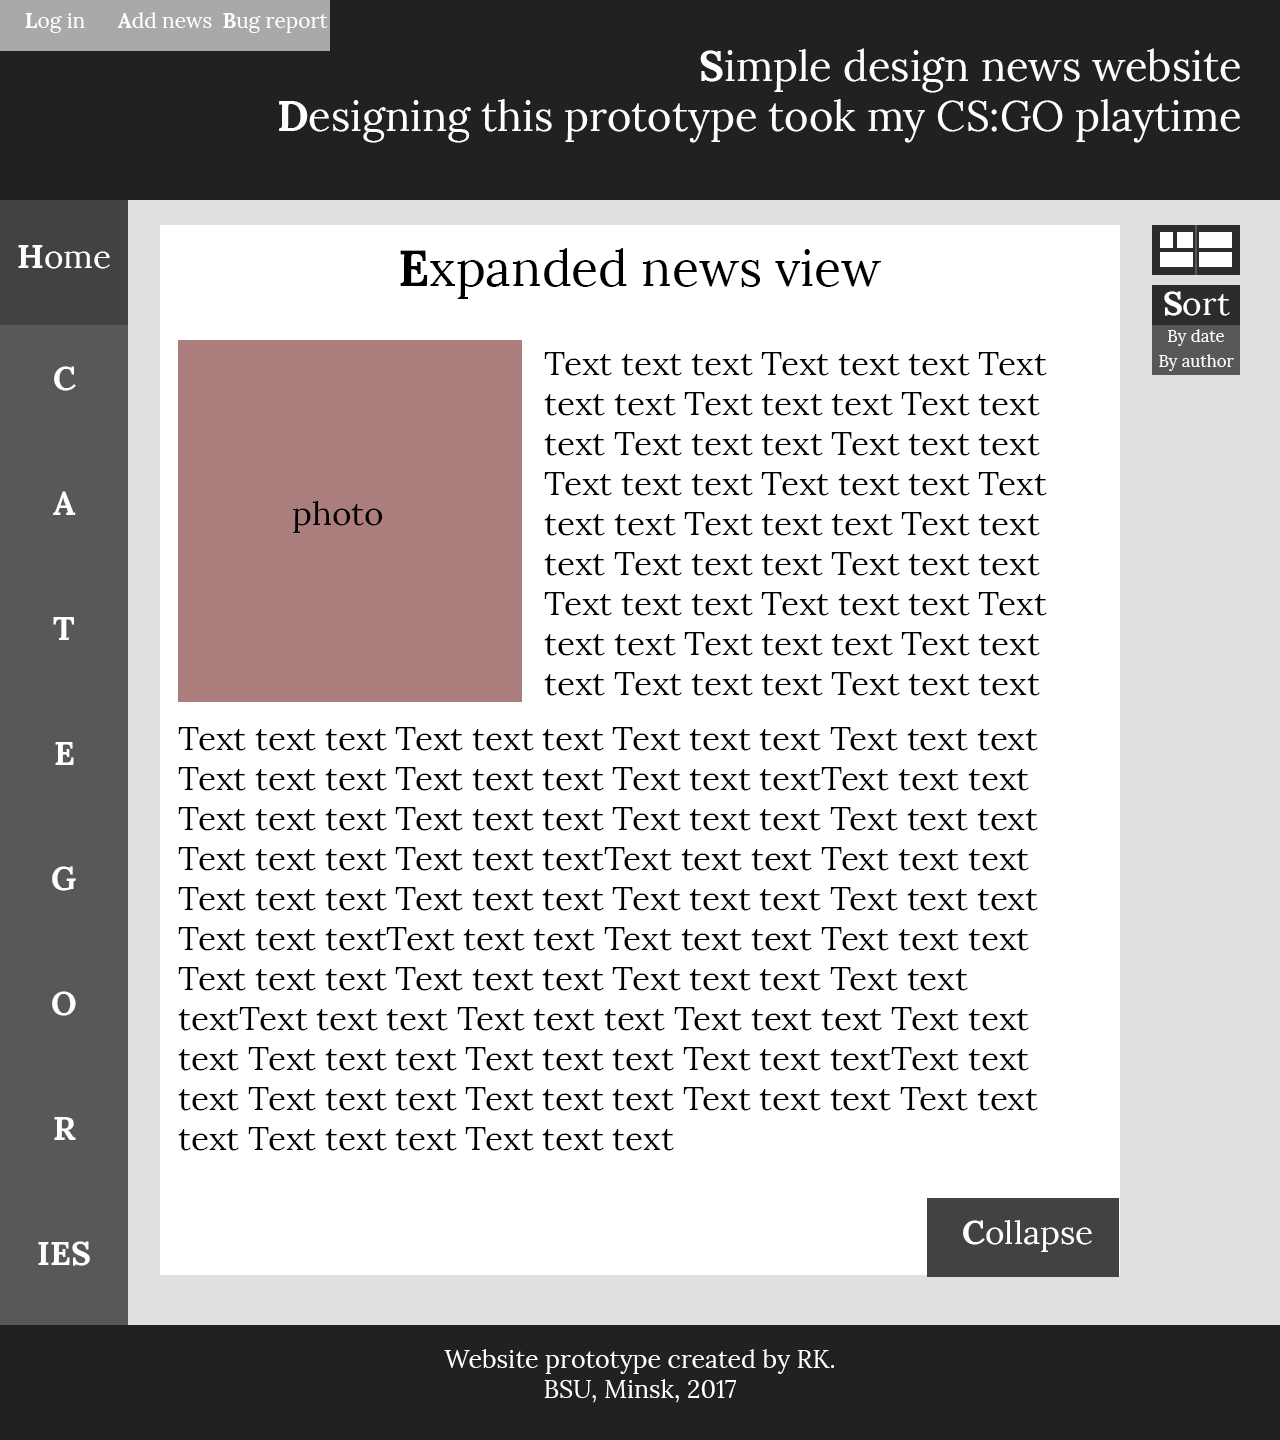 Log in Add news Bug report
Simple design news website
Designing this prototype took my CS:GO playtime
Home
C
A
T
E
G
O
R
IES
Expanded news view
photo
Text text text Text text text Text
text text Text text text Text text
text Text text text Text text text
Text text text Text text text Text
text text Text text text Text text
text Text text text Text text text
Text text text Text text text Text
text text Text text text Text text
text Text text text Text text text
Text text text Text text text Text text text Text text text
Text text text Text text text Text text textText text text
Text text text Text text text Text text text Text text text
Text text text Text text textText text text Text text text
Text text text Text text text Text text text Text text text
Text text textText text text Text text text Text text text
Text text text Text text text Text text text Text text
textText text text Text text text Text text text Text text
text Text text text Text text text Text text textText text
text Text text text Text text text Text text text Text text
text Text text text Text text text
Collapse
Sort
By date
By author
Website prototype created by RK.
BSU, Minsk, 2017